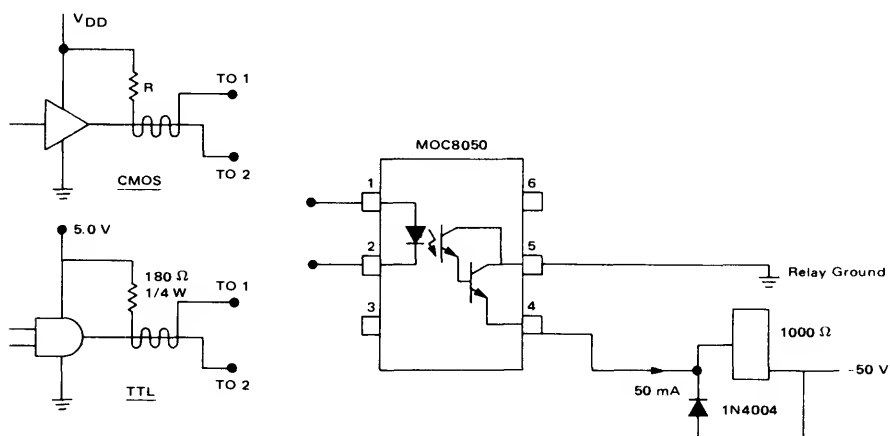 VDD
R
TO 1
TO 2
CMOS
5.0 V
180 Ω
1/4 W
TO 1
TO 2
TTL
MOC8050
1
2
3
6
5
4
Relay Ground
1000 Ω
-50 V
50 mA
1N4004